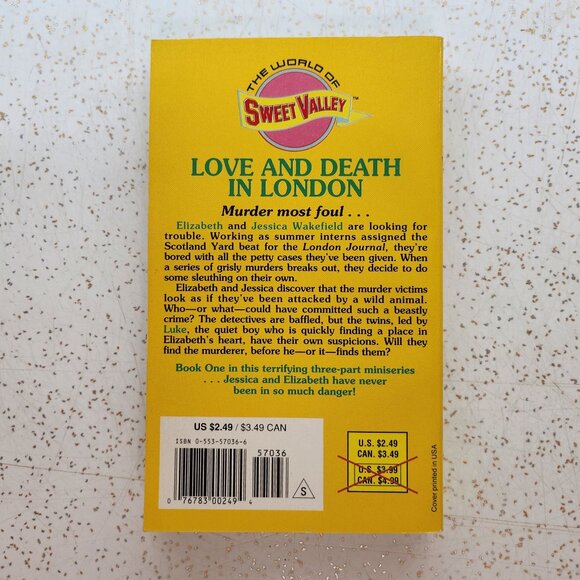 THE WORLD OF
SWEET VALLEY™
LOVE AND DEATH
IN LONDON
Murder most foul . . .
Elizabeth and Jessica Wakefield are looking for
trouble. Working as summer interns assigned the
Scotland Yard beat for the London Journal, they're
bored with all the petty cases they've been given. When
a series of grisly murders breaks out, they decide to do
some sleuthing on their own.
Elizabeth and Jessica discover that the murder victims
look as if they've been attacked by a wild animal.
Who—or what—could have committed such a beastly
crime? The detectives are baffled, but the twins, led by
Luke, the quiet boy who is quickly finding a place in
Elizabeth's heart, have their own suspicions. Will they
find the murderer, before he—or it—finds them?
Book One in this terrifying three-part miniseries
. . . Jessica and Elizabeth have never
been in so much danger!
US $2.49 / $3.49 CAN
ISBN 0-553-57036-6
57036
0 76783 00249 4
S
U.S. $2.49
CAN. $3.49
U.S. $3.99
CAN. $4.99
Cover printed in USA